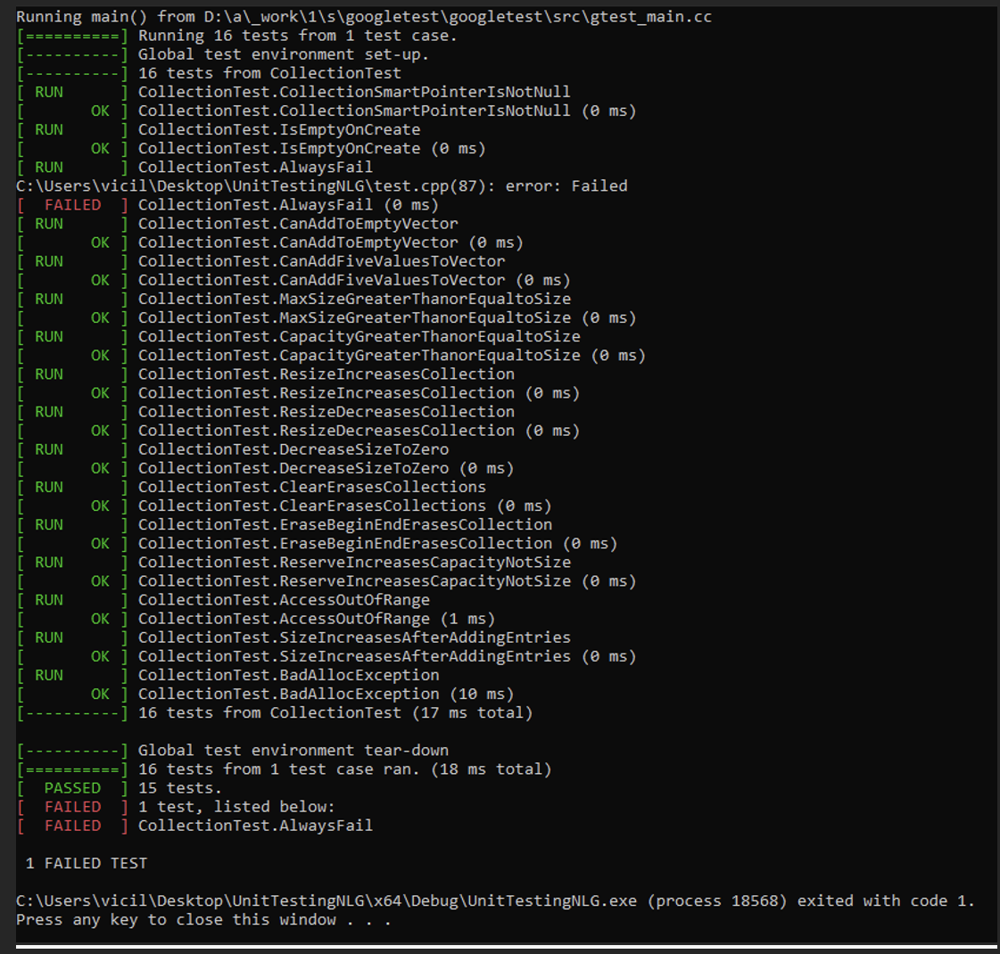 Running main() from D:\a\_work\1\s\googletest\googletest\src\gtest_main.cc
[==========] Running 16 tests from 1 test case.
[----------] Global test environment set-up.
[----------] 16 tests from CollectionTest
[ RUN      ] CollectionTest.CollectionSmartPointerIsNotNull
[       OK ] CollectionTest.CollectionSmartPointerIsNotNull (0 ms)
[ RUN      ] CollectionTest.IsEmptyOnCreate
[       OK ] CollectionTest.IsEmptyOnCreate (0 ms)
[ RUN      ] CollectionTest.AlwaysFail
C:\Users\vicil\Desktop\UnitTestingNLG\test.cpp(87): error: Failed
[  FAILED  ] CollectionTest.AlwaysFail (0 ms)
[ RUN      ] CollectionTest.CanAddToEmptyVector
[       OK ] CollectionTest.CanAddToEmptyVector (0 ms)
[ RUN      ] CollectionTest.CanAddFiveValuesToVector
[       OK ] CollectionTest.CanAddFiveValuesToVector (0 ms)
[ RUN      ] CollectionTest.MaxSizeGreaterThanorEqualtoSize
[       OK ] CollectionTest.MaxSizeGreaterThanorEqualtoSize (0 ms)
[ RUN      ] CollectionTest.CapacityGreaterThanorEqualtoSize
[       OK ] CollectionTest.CapacityGreaterThanorEqualtoSize (0 ms)
[ RUN      ] CollectionTest.ResizeIncreasesCollection
[       OK ] CollectionTest.ResizeIncreasesCollection (0 ms)
[ RUN      ] CollectionTest.ResizeDecreasesCollection
[       OK ] CollectionTest.ResizeDecreasesCollection (0 ms)
[ RUN      ] CollectionTest.DecreaseSizeToZero
[       OK ] CollectionTest.DecreaseSizeToZero (0 ms)
[ RUN      ] CollectionTest.ClearErasesCollections
[       OK ] CollectionTest.ClearErasesCollections (0 ms)
[ RUN      ] CollectionTest.EraseBeginEndErasesCollection
[       OK ] CollectionTest.EraseBeginEndErasesCollection (0 ms)
[ RUN      ] CollectionTest.ReserveIncreasesCapacityNotSize
[       OK ] CollectionTest.ReserveIncreasesCapacityNotSize (0 ms)
[ RUN      ] CollectionTest.AccessOutOfRange
[       OK ] CollectionTest.AccessOutOfRange (1 ms)
[ RUN      ] CollectionTest.SizeIncreasesAfterAddingEntries
[       OK ] CollectionTest.SizeIncreasesAfterAddingEntries (0 ms)
[ RUN      ] CollectionTest.BadAllocException
[       OK ] CollectionTest.BadAllocException (10 ms)
[----------] 16 tests from CollectionTest (17 ms total)

[----------] Global test environment tear-down
[==========] 16 tests from 1 test case ran. (18 ms total)
[  PASSED  ] 15 tests.
[  FAILED  ] 1 test, listed below:
[  FAILED  ] CollectionTest.AlwaysFail

 1 FAILED TEST

C:\Users\vicil\Desktop\UnitTestingNLG\x64\Debug\UnitTestingNLG.exe (process 18568) exited with code 1.
Press any key to close this window . . .